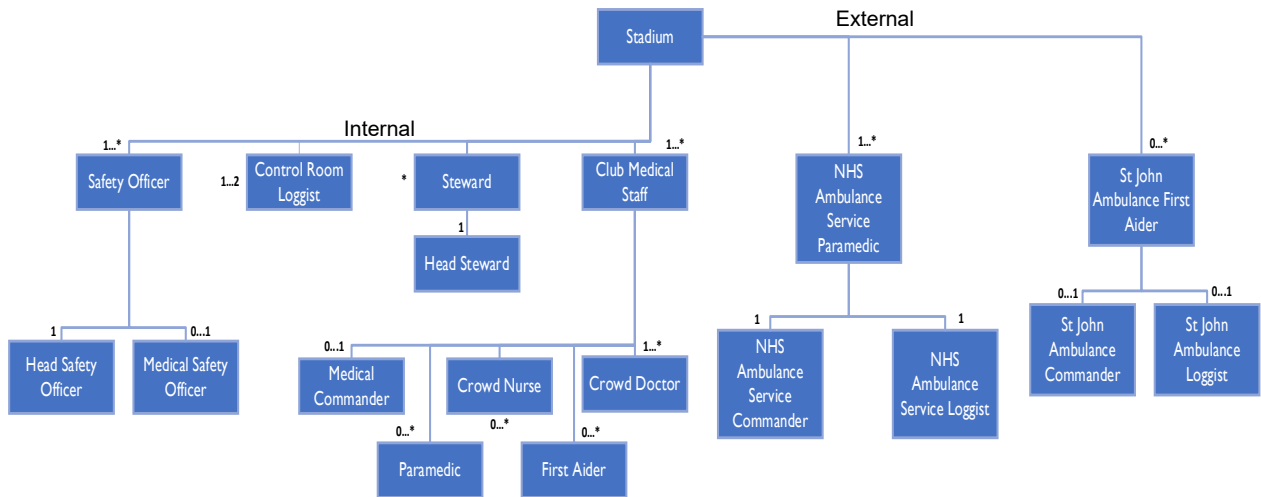 External
Stadium
Internal
1...*
1...*
1...*
0...*
Safety Officer
1...2
Control Room
Loggist
*
Steward
Club Medical
Staff
NHS
Ambulance
Service
Paramedic
St John
Ambulance First
Aider
1
Head Steward
1
0...1
0...1
1...*
1
1
0...1
0...1
Head Safety
Officer
Medical Safety
Officer
Medical
Commander
Crowd Nurse
Crowd Doctor
NHS
Ambulance
Service
Commander
NHS
Ambulance
Service Loggist
St John
Ambulance
Commander
St John
Ambulance
Loggist
0...*
0...*
0...*
Paramedic
First Aider